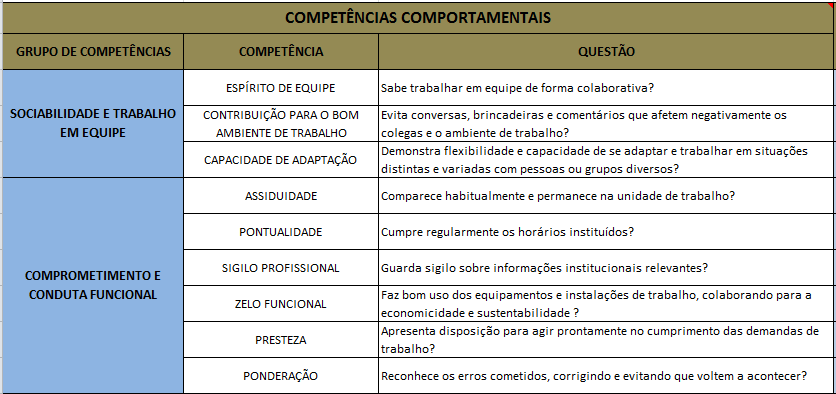 COMPETÊNCIAS COMPORTAMENTAIS
GRUPO DE COMPETÊNCIAS
COMPETÊNCIA
QUESTÃO
SOCIABILIDADE E TRABALHO
EM EQUIPE
ESPÍRITO DE EQUIPE
Sabe trabalhar em equipe de forma colaborativa?
CONTRIBUIÇÃO PARA O BOM
AMBIENTE DE TRABALHO
Evita conversas, brincadeiras e comentários que afetem negativamente os
colegas e o ambiente de trabalho?
CAPACIDADE DE ADAPTAÇÃO
Demonstra flexibilidade e capacidade de se adaptar e trabalhar em situações
distintas e variadas com pessoas ou grupos diversos?
COMPROMETIMENTO E
CONDUTA FUNCIONAL
ASSIDUIDADE
Comparece habitualmente e permanece na unidade de trabalho?
PONTUALIDADE
Cumpre regularmente os horários instituídos?
SIGILO PROFISSIONAL
Guarda sigilo sobre informações institucionais relevantes?
ZELO FUNCIONAL
Faz bom uso dos equipamentos e instalações de trabalho, colaborando para a
economicidade e sustentabilidade ?
PRESTEZA
Apresenta disposição para agir prontamente no cumprimento das demandas de
trabalho?
PONDERAÇÃO
Reconhece os erros cometidos, corrigindo e evitando que voltem a acontecer?